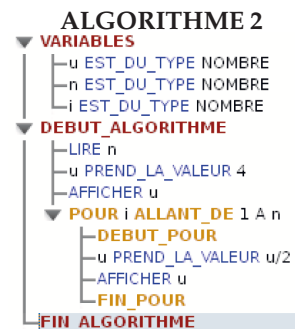 ALGORITHME 2
VARIABLES
u EST_DU_TYPE NOMBRE
n EST_DU_TYPE NOMBRE
i EST_DU_TYPE NOMBRE
DEBUT_ALGORITHME
LIRE n
u PREND_LA_VALEUR 4
AFFICHER u
POUR i ALLANT_DE 1 A n
DEBUT_POUR
u PREND_LA_VALEUR u/2
AFFICHER u
FIN_POUR
FIN_ALGORITHME